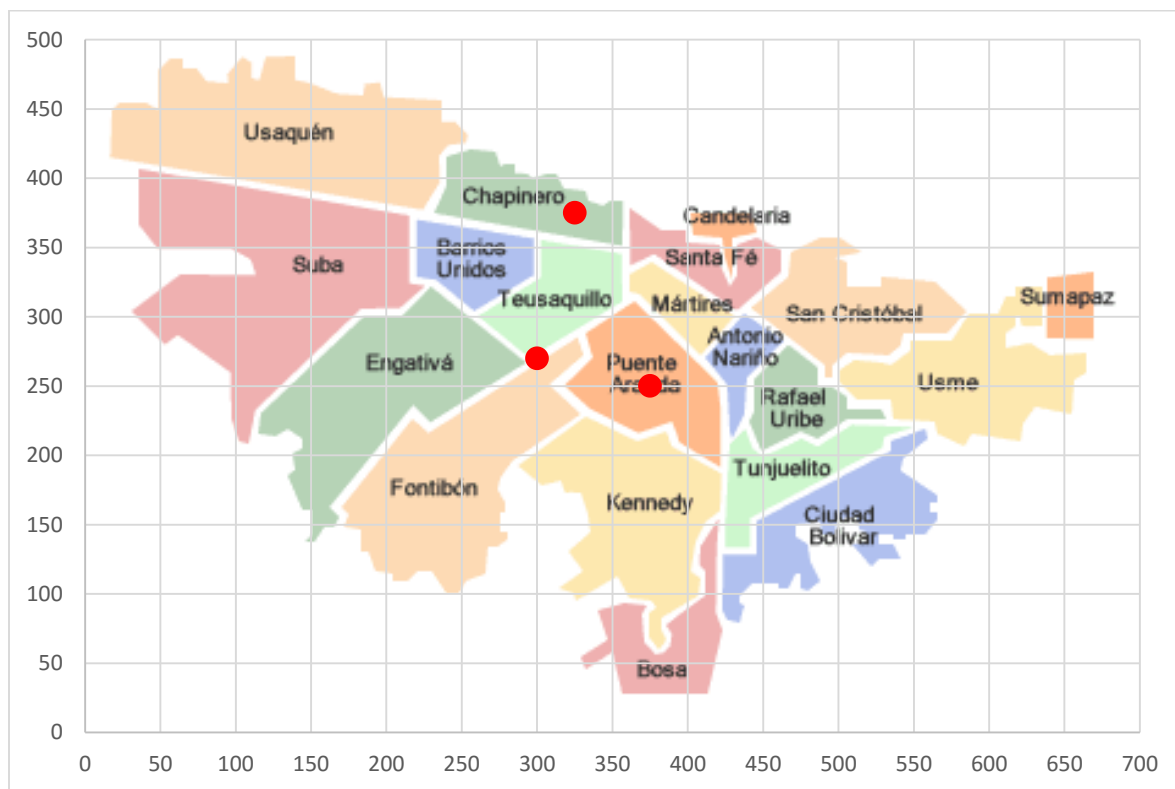 500
450
400
350
300
250
200
150
100
50
0
Usaquén
Chapinero
Candelaria
Barrios
Unidos
Santa Fé
Suba
Teusaquillo
Mártires
Sumapaz
San Cristóbal
Antonio
Nariño
Engativá
Puente
Aranda
Usme
Rafael
Uribe
Tunjuelito
Fontibón
Kennedy
Ciudad
Bolivar
Bosa
0 50 100 150 200 250 300 350 400 450 500 550 600 650 700